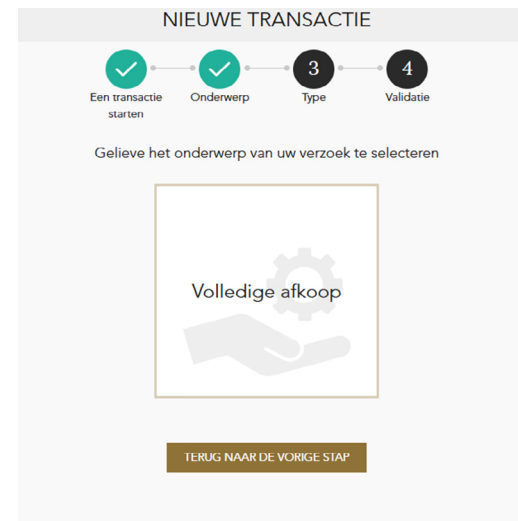 NIEUWE TRANSACTIE
3 4
Een transactie Onderwerp Type Validatie
starten
Gelieve het onderwerp van uw verzoek te selecteren
Volledige afkoop
TERUG NAAR DE VORIGE STAP